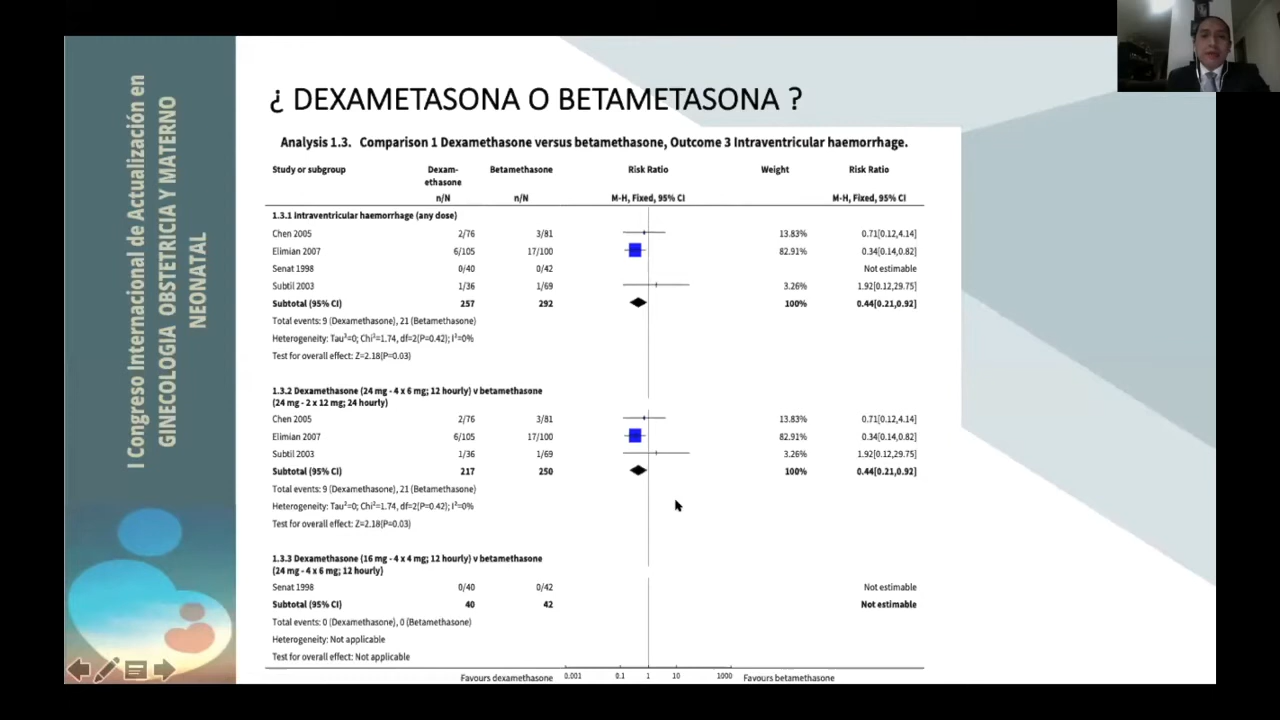 I Congreso Internacional de Actualización en
GINECOLOGIA OBSTETRICIA Y MATERNO
NEONATAL
¿ DEXAMETASONA O BETAMETASONA ?
Analysis 1.3. Comparison 1 Dexamethasone versus betamethasone, Outcome 3 Intraventricular haemorrhage.
Study or subgroup Dexam- Betamethasone Risk Ratio Weight Risk Ratio
ethasone
n/N n/N M-H, Fixed, 95% CI M-H, Fixed, 95% CI
1.3.1 Intraventricular haemorrhage (any dose)
Chen 2005 2/76 3/81 13.83% 0.71[0.12,4.14]
Elimian 2007 6/105 17/100 82.91% 0.34[0.14,0.82]
Senat 1998 0/40 0/42 Not estimable
Subtil 2003 1/36 1/69 3.26% 1.92[0.12,29.75]
Subtotal (95% CI) 257 292 100% 0.44[0.21,0.92]
Total events: 9 (Dexamethasone), 21 (Betamethasone)
Heterogeneity: Tau²=0; Chi²=1.74, df=2(P=0.42); I²=0%
Test for overall effect: Z=2.18(P=0.03)
1.3.2 Dexamethasone (24 mg - 4 x 6 mg; 12 hourly) v betamethasone
(24 mg - 2 x 12 mg; 24 hourly)
Chen 2005 2/76 3/81 13.83% 0.71[0.12,4.14]
Elimian 2007 6/105 17/100 82.91% 0.34[0.14,0.82]
Subtil 2003 1/36 1/69 3.26% 1.92[0.12,29.75]
Subtotal (95% CI) 217 250 100% 0.44[0.21,0.92]
Total events: 9 (Dexamethasone), 21 (Betamethasone)
Heterogeneity: Tau²=0; Chi²=1.74, df=2(P=0.42); I²=0%
Test for overall effect: Z=2.18(P=0.03)
1.3.3 Dexamethasone (16 mg - 4 x 4 mg; 12 hourly) v betamethasone
(24 mg - 4 x 6 mg; 12 hourly)
Senat 1998 0/40 0/42 Not estimable
Subtotal (95% CI) 40 42 Not estimable
Total events: 0 (Dexamethasone), 0 (Betamethasone)
Heterogeneity: Not applicable
Test for overall effect: Not applicable
Favours dexamethasone 0.001 0.1 1 10 1000 Favours betamethasone